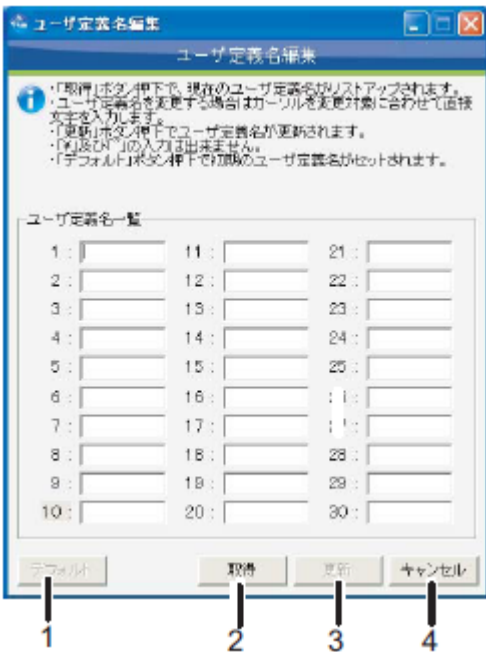 ユーザ定義名編集
ユーザ定義名編集
・「取得」ボタン押下で、現在のユーザ定義名がリストアップされます。
・ユーザ定義名を変更する場合はカーソルを変更対象に合わせて直接
文字を入力します。
・「更新」ボタン押下でユーザ定義名が更新されます。
・「¥」及び「"」の入力は出来ません。
・「デフォルト」ボタン押下で初期のユーザ定義名がセットされます。
ユーザ定義名一覧
1 : 11 : 21 :
2 : 12 : 22 :
3 : 13 : 23 :
4 : 14 : 24 :
5 : 15 : 25 :
6 : 16 :
7 : 17 :
8 : 18 : 28 :
9 : 19 : 29 :
10 : 20 : 30 :
デフォルト 取得 更新 キャンセル
1 2 3 4